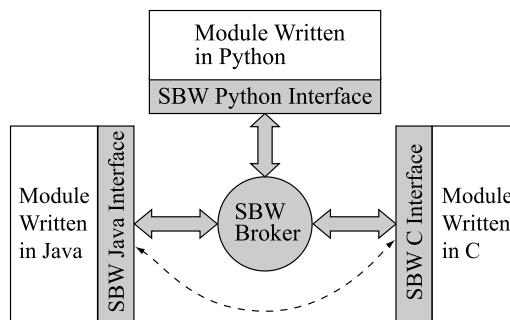 Module Written
in Python
SBW Python Interface
Module
Written
in Java
SBW Java Interface
SBW
Broker
SBW C Interface
Module
Written
in C